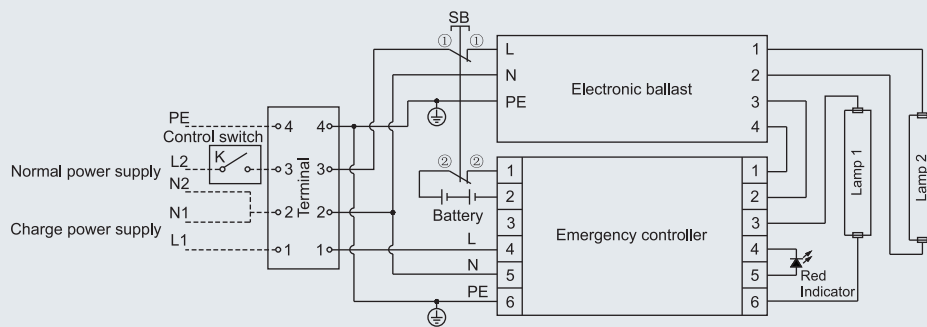 SB
① ①
L
N
PE
Electronic ballast
1
2
3
4
PE
Control switch
K
L2
Normal power supply
N2
N1
Charge power supply
L1
4 4
3 3
2 2
1 1
Terminal
② ②
Battery
L
N
PE
1
2
3
4
5
6
Emergency controller
1
2
3
4
5
6
Red
Indicator
Lamp 1
Lamp 2